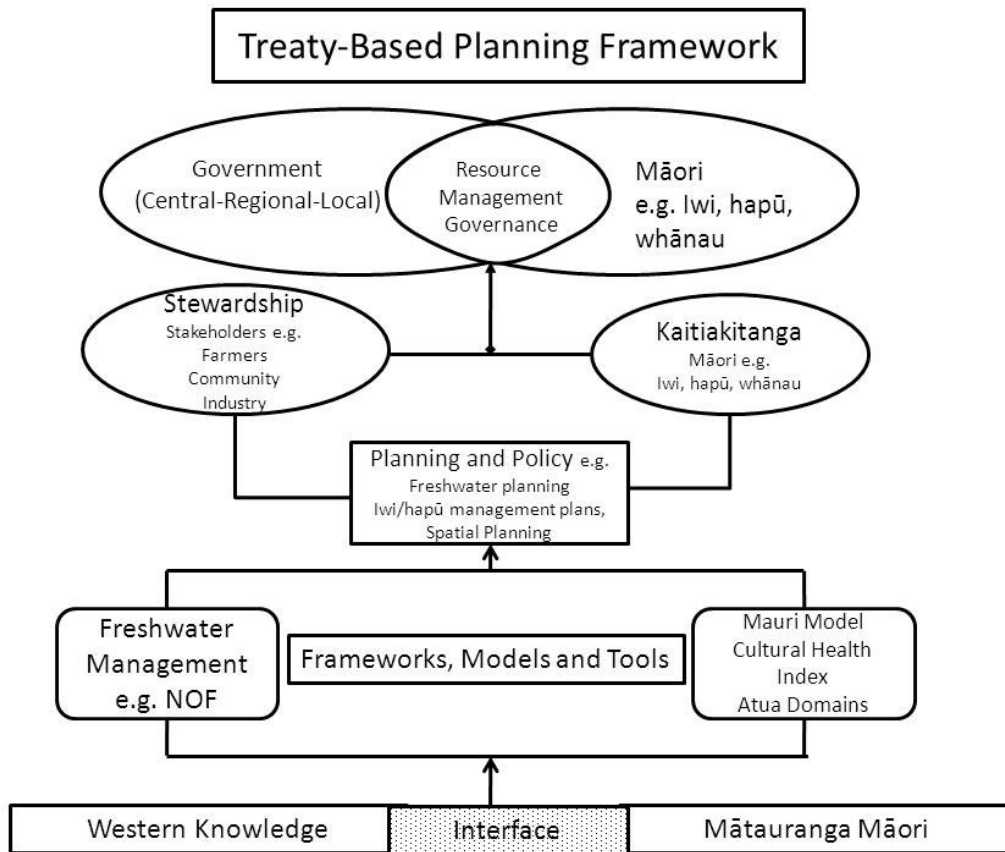 Treaty-Based Planning Framework
Government
(Central-Regional-Local)
Resource
Management
Governance
Māori
e.g. Iwi, hapū,
whānau
Stewardship
Stakeholders e.g.
Farmers
Community
Industry
Kaitiakitanga
Māori e.g.
Iwi, hapū, whānau
Planning and Policy e.g.
Freshwater planning
Iwi/hapū management plans,
Spatial Planning
Freshwater
Management
e.g. NOF
Frameworks, Models and Tools
Mauri Model
Cultural Health
Index
Atua Domains
Western Knowledge
Interface
Mātauranga Māori